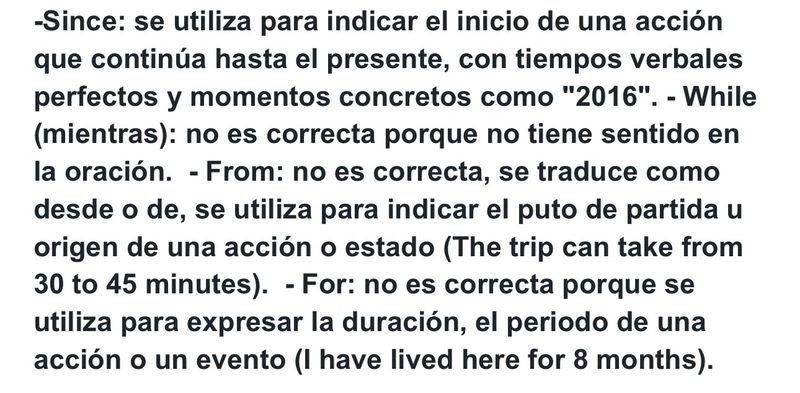 -Since: se utiliza para indicar el inicio de una acción
que continúa hasta el presente, con tiempos verbales
perfectos y momentos concretos como "2016". - While
(mientras): no es correcta porque no tiene sentido en
la oración.  - From: no es correcta, se traduce como
desde o de, se utiliza para indicar el puto de partida u
origen de una acción o estado (The trip can take from
30 to 45 minutes).  - For: no es correcta porque se
utiliza para expresar la duración, el periodo de una
acción o un evento (I have lived here for 8 months).